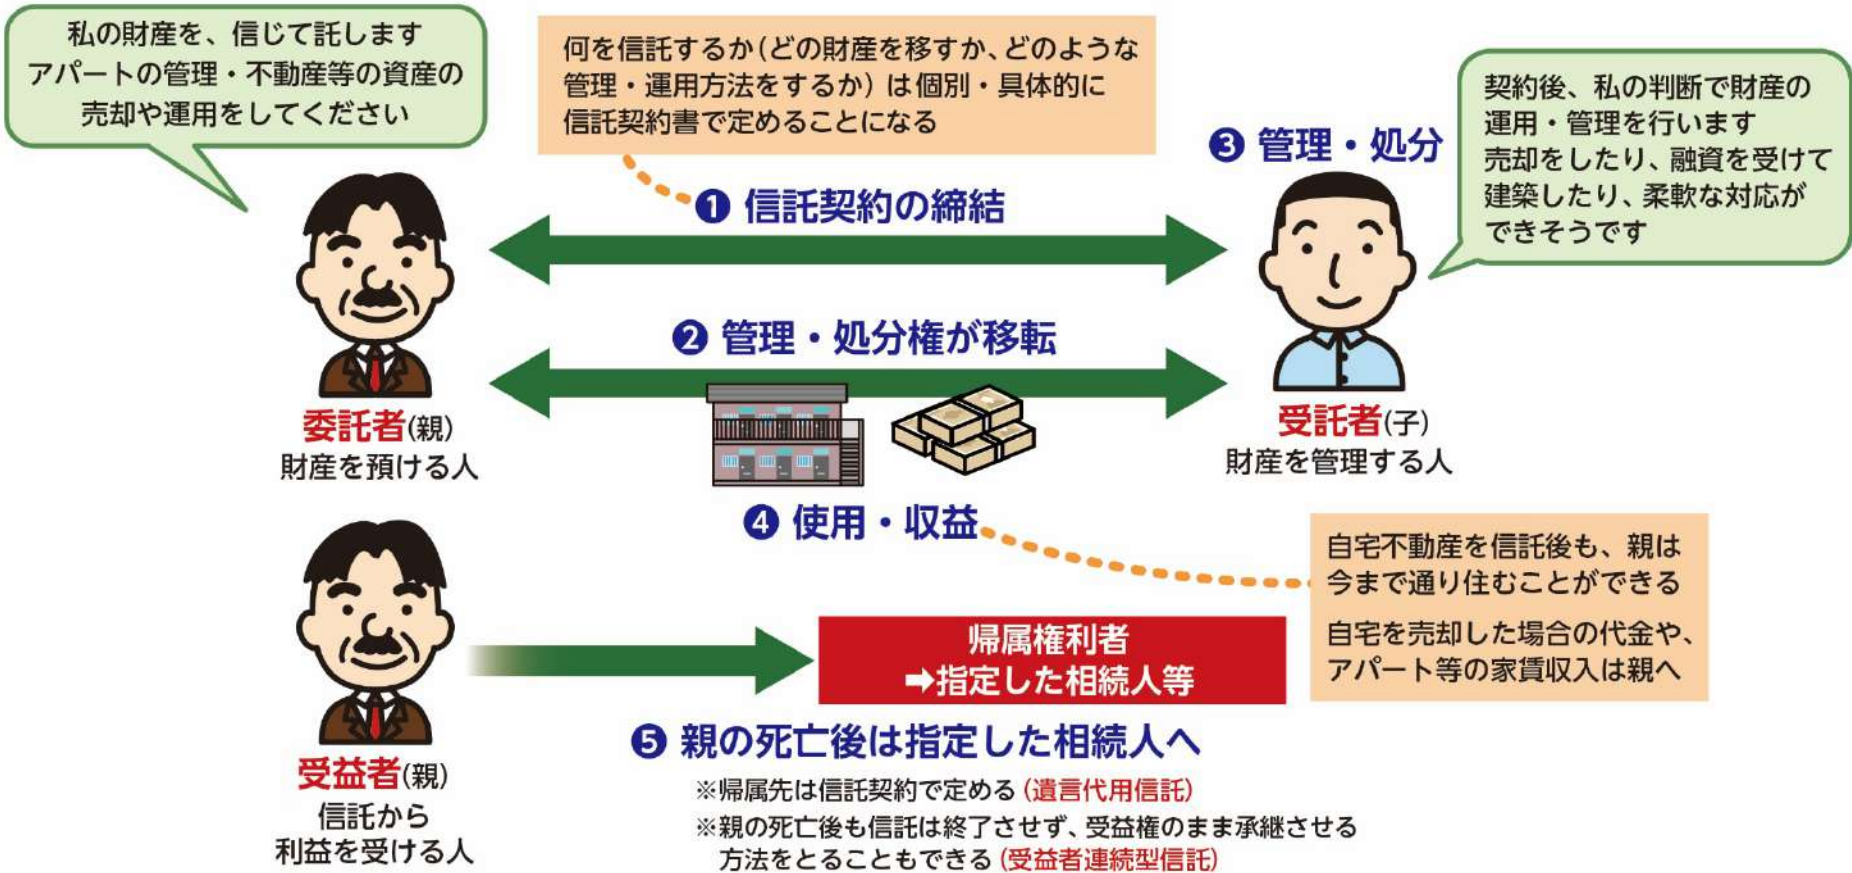 私の財産を、信じて託します
アパートの管理・不動産等の資産の
売却や運用をしてください
何を信託するか(どの財産を移すか、どのような
管理・運用方法をするか)は個別・具体的に
信託契約書で定めることになる
契約後、私の判断で財産の
運用・管理を行います
売却をしたり、融資を受けて
建築したり、柔軟な対応が
できそうです
❸ 管理・処分
❶ 信託契約の締結
❷ 管理・処分権が移転
委託者(親)
財産を預ける人
受託者(子)
財産を管理する人
❹ 使用・収益
自宅不動産を信託後も、親は
今まで通り住むことができる
自宅を売却した場合の代金や、
アパート等の家賃収入は親へ
帰属権利者
➡指定した相続人等
受益者(親)
信託から
利益を受ける人
❺ 親の死亡後は指定した相続人へ
※帰属先は信託契約で定める(遺言代用信託)
※親の死亡後も信託は終了させず、受益権のまま承継させる
方法をとることもできる(受益者連続型信託)